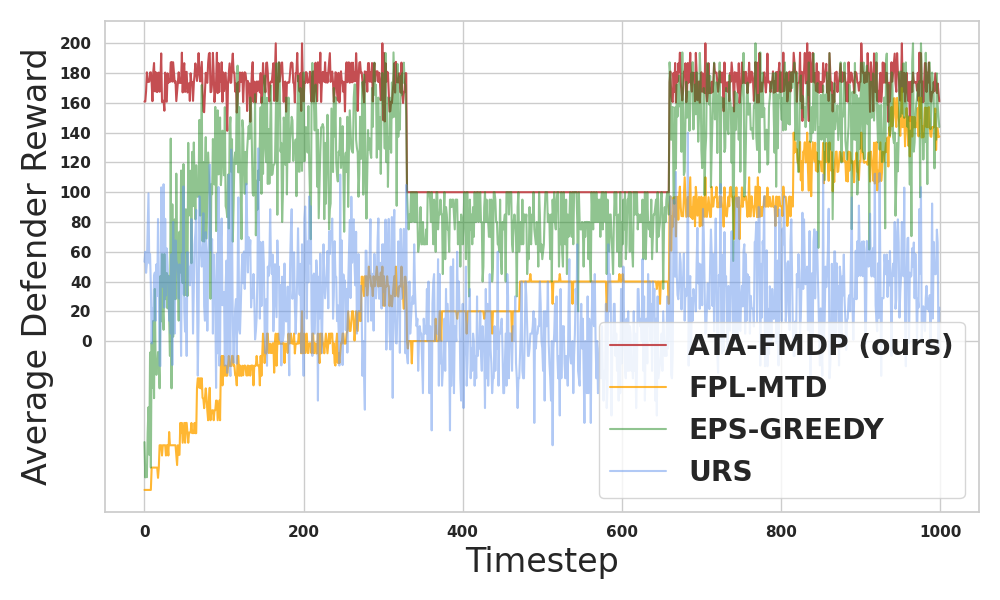 Average Defender Reward
200
180
160
140
120
100
80
60
40
20
0
ATA-FMDP (ours)
FPL-MTD
EPS-GREEDY
URS
0 200 400 600 800 1000
Timestep